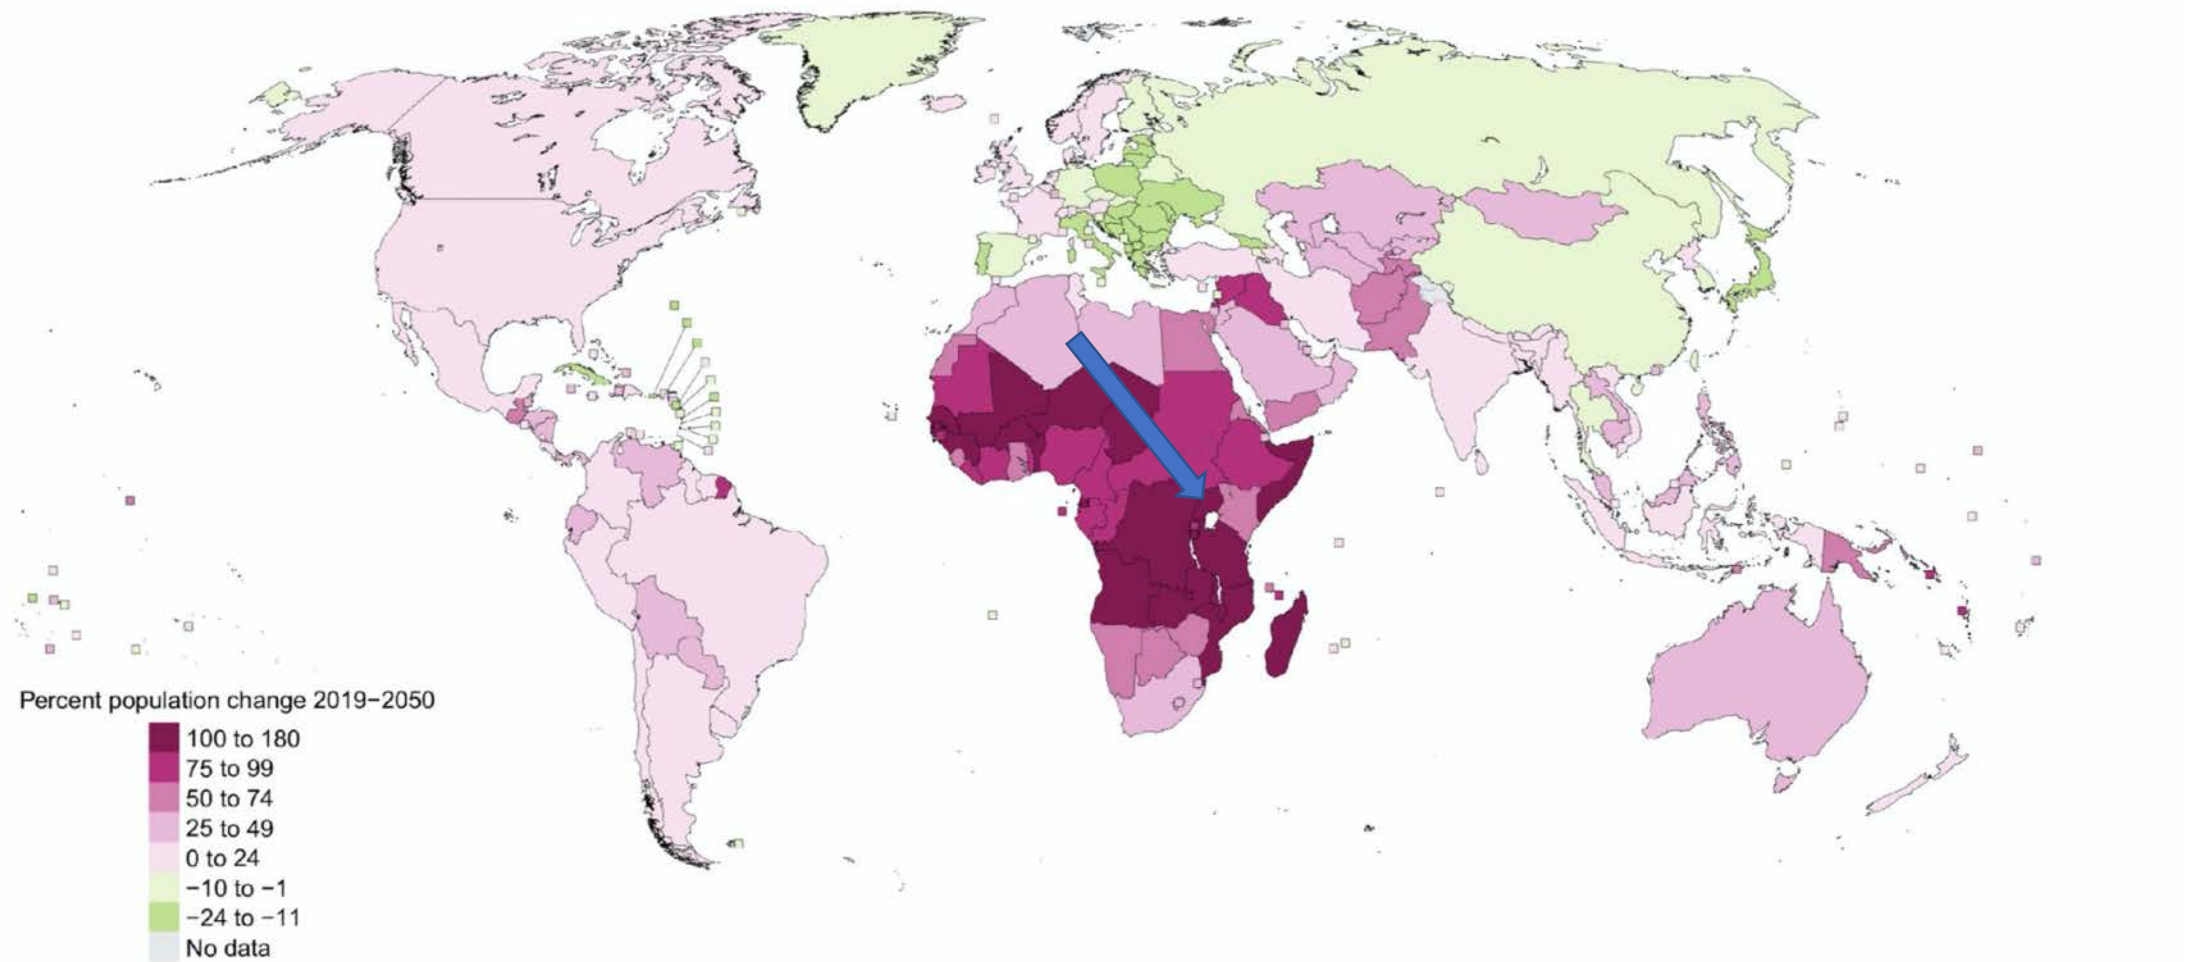 Percent population change 2019−2050
100 to 180
75 to 99
50 to 74
25 to 49
0 to 24
−10 to −1
−24 to −11
No data